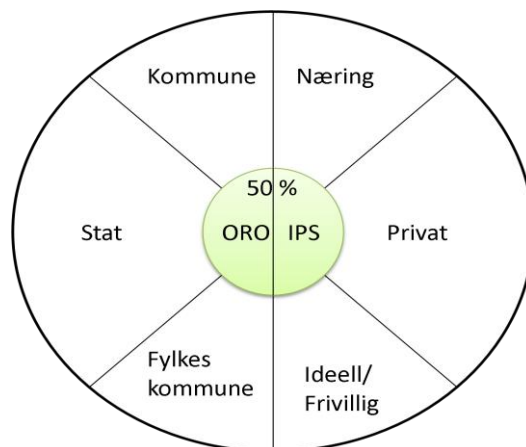 Kommune
Næring
50 %
Stat
ORO
IPS
Privat
Fylkes
kommune
Ideell/
Frivillig